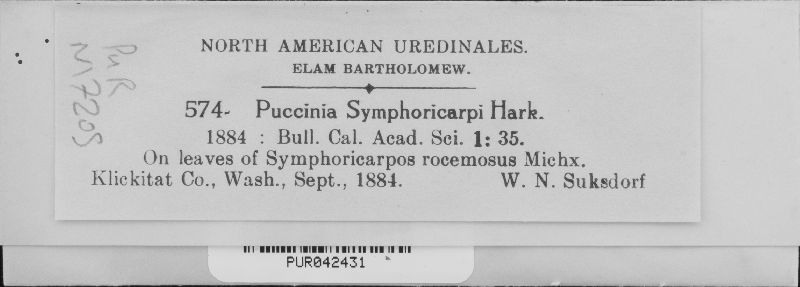 NORTH AMERICAN UREDINALES.
ELAM BARTHOLOMEW.
574- Puccinia Symphoricarpi Hark.
1884 : Bull. Cal. Acad. Sci. 1: 35.
On leaves of Symphoricarpos rocemosus Michx.
Klickitat Co., Wash., Sept., 1884. W. N. Suksdorf
PUR
N17205
PUR042431